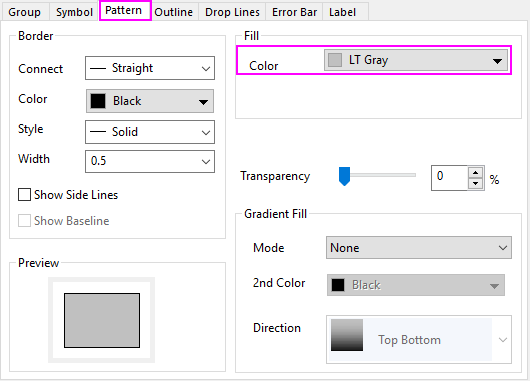 Group Symbol Pattern Outline Drop Lines Error Bar Label
Border
Connect Straight
Color Black
Style Solid
Width 0.5
Show Side Lines
Show Baseline
Preview
Fill
Color LT Gray
Transparency 0 %
Gradient Fill
Mode None
2nd Color Black
Direction Top Bottom